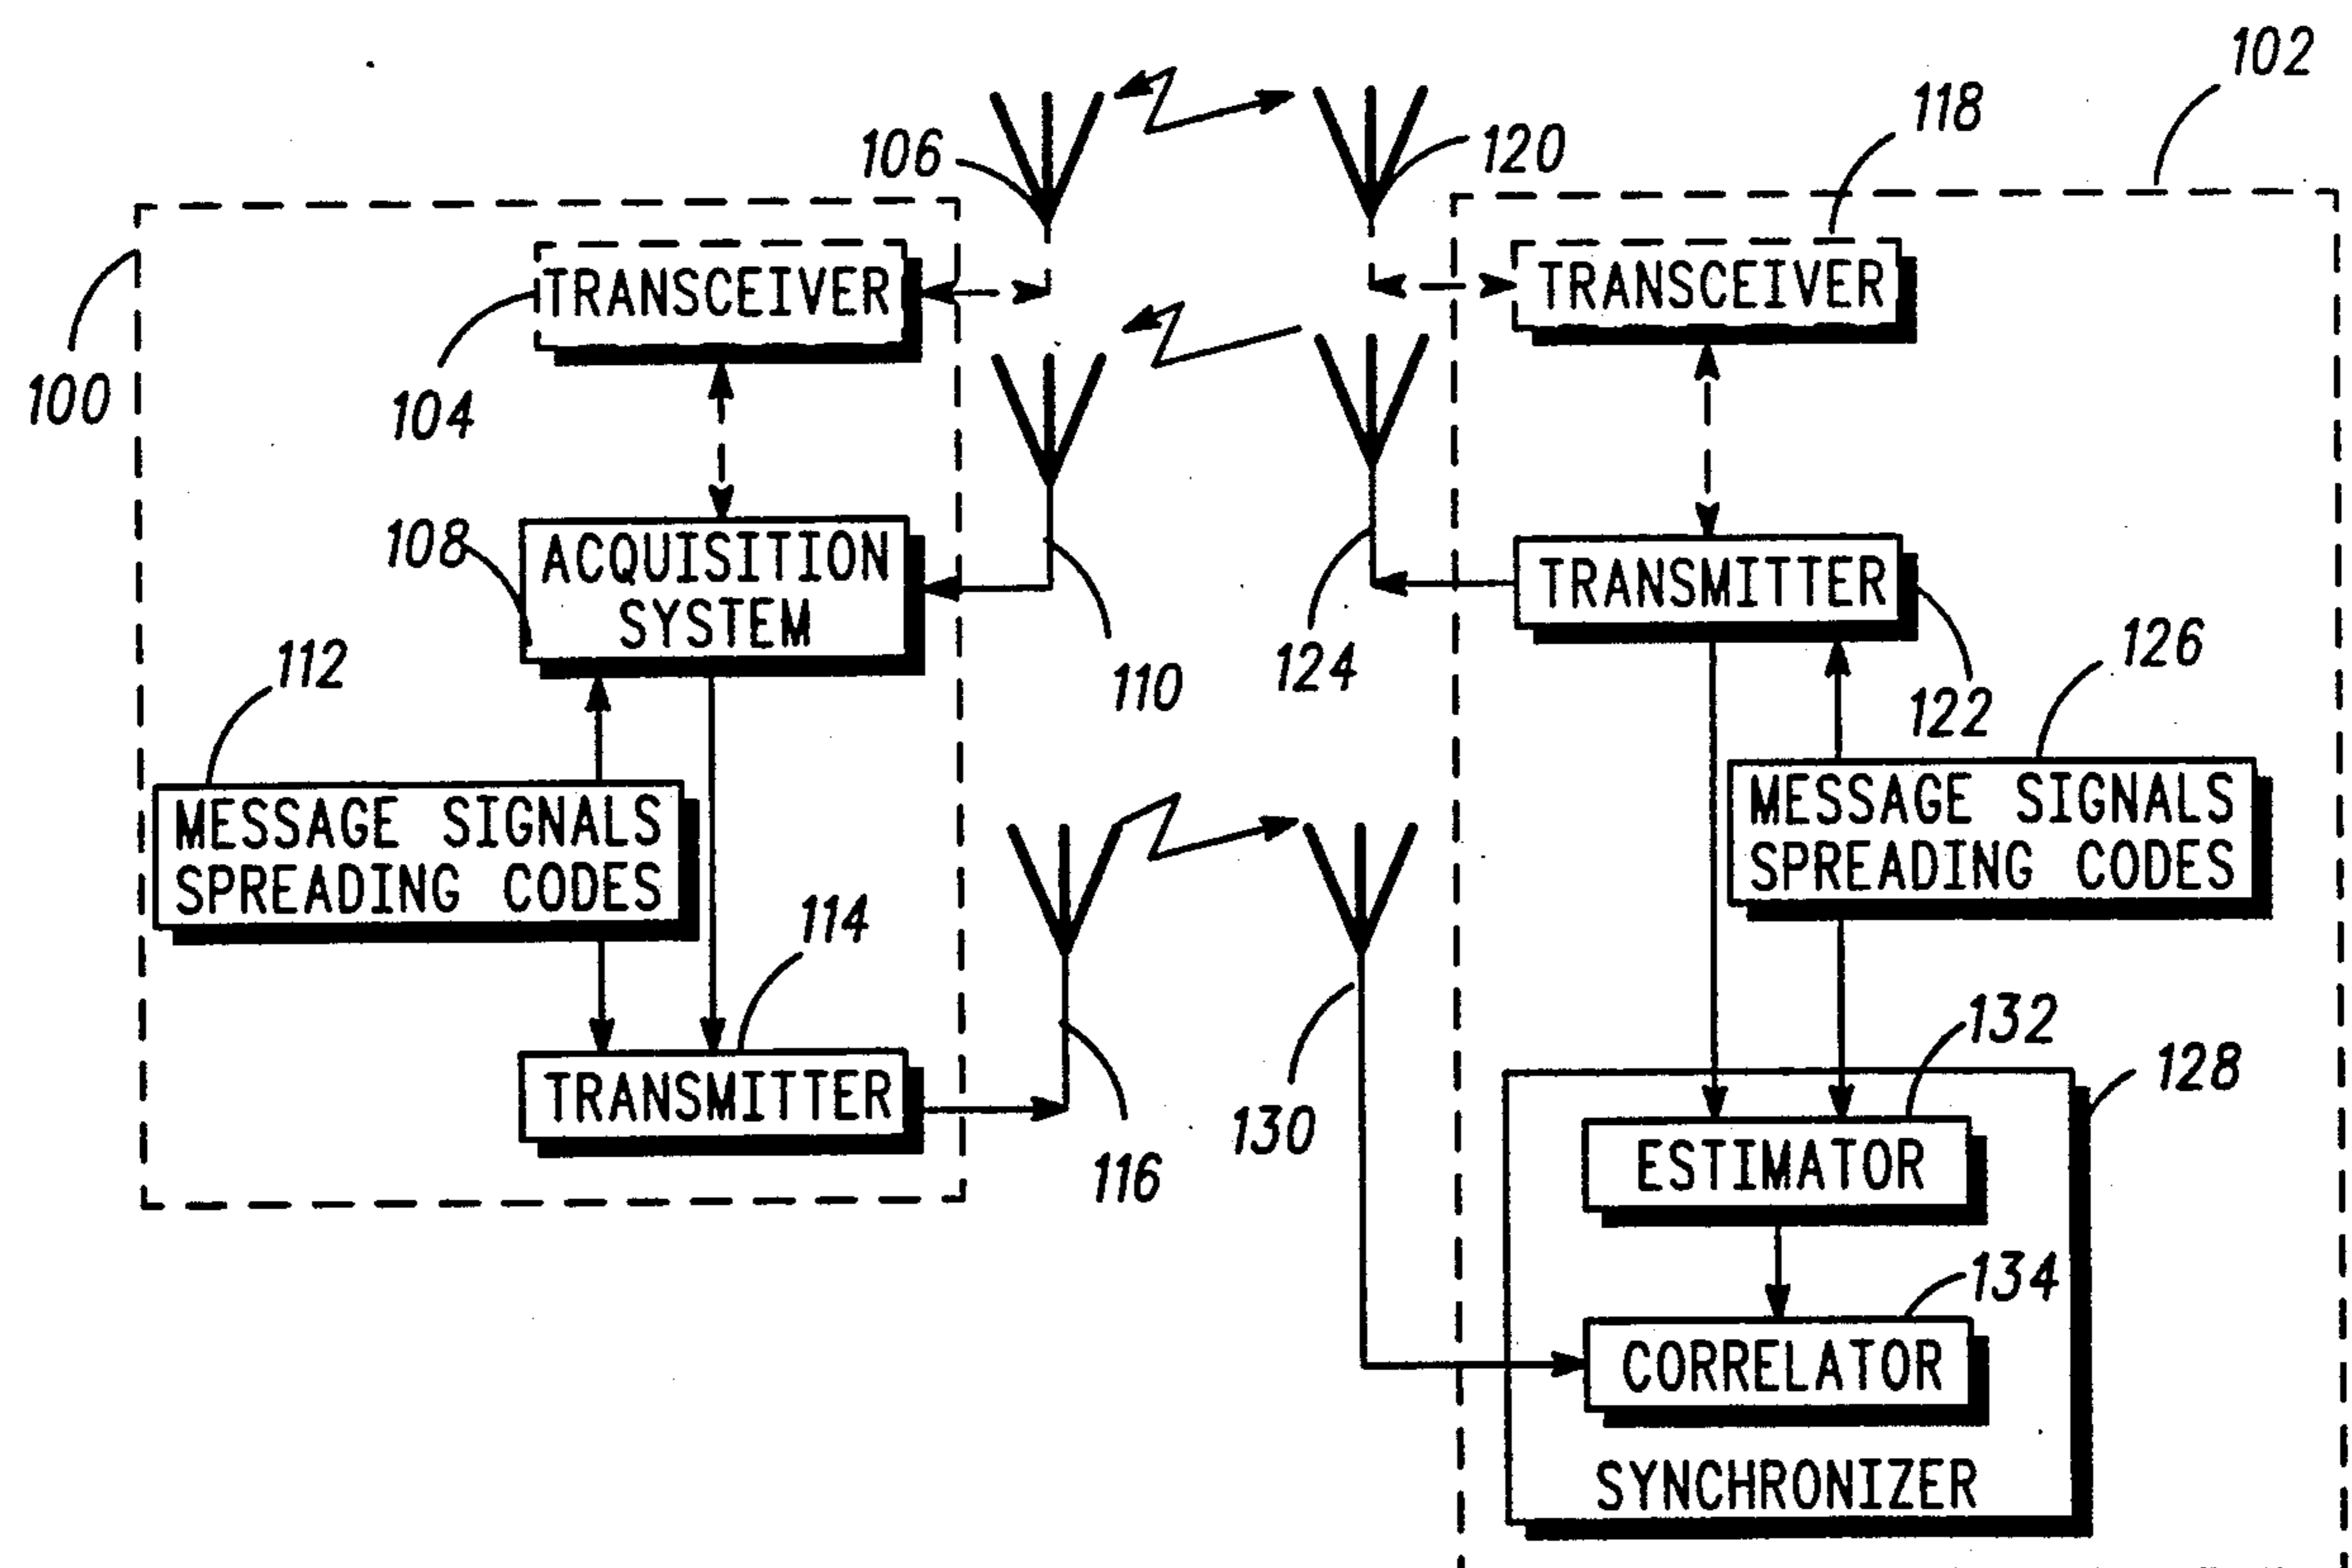 102
118
106
120
TRANSCEIVER
TRANSCEIVER
100
104
108
ACQUISITION
SYSTEM
TRANSMITTER
112
110
124
126
122
MESSAGE SIGNALS
SPREADING CODES
MESSAGE SIGNALS
SPREADING CODES
114
132
128
TRANSMITTER
130
116
ESTIMATOR
134
CORRELATOR
SYNCHRONIZER